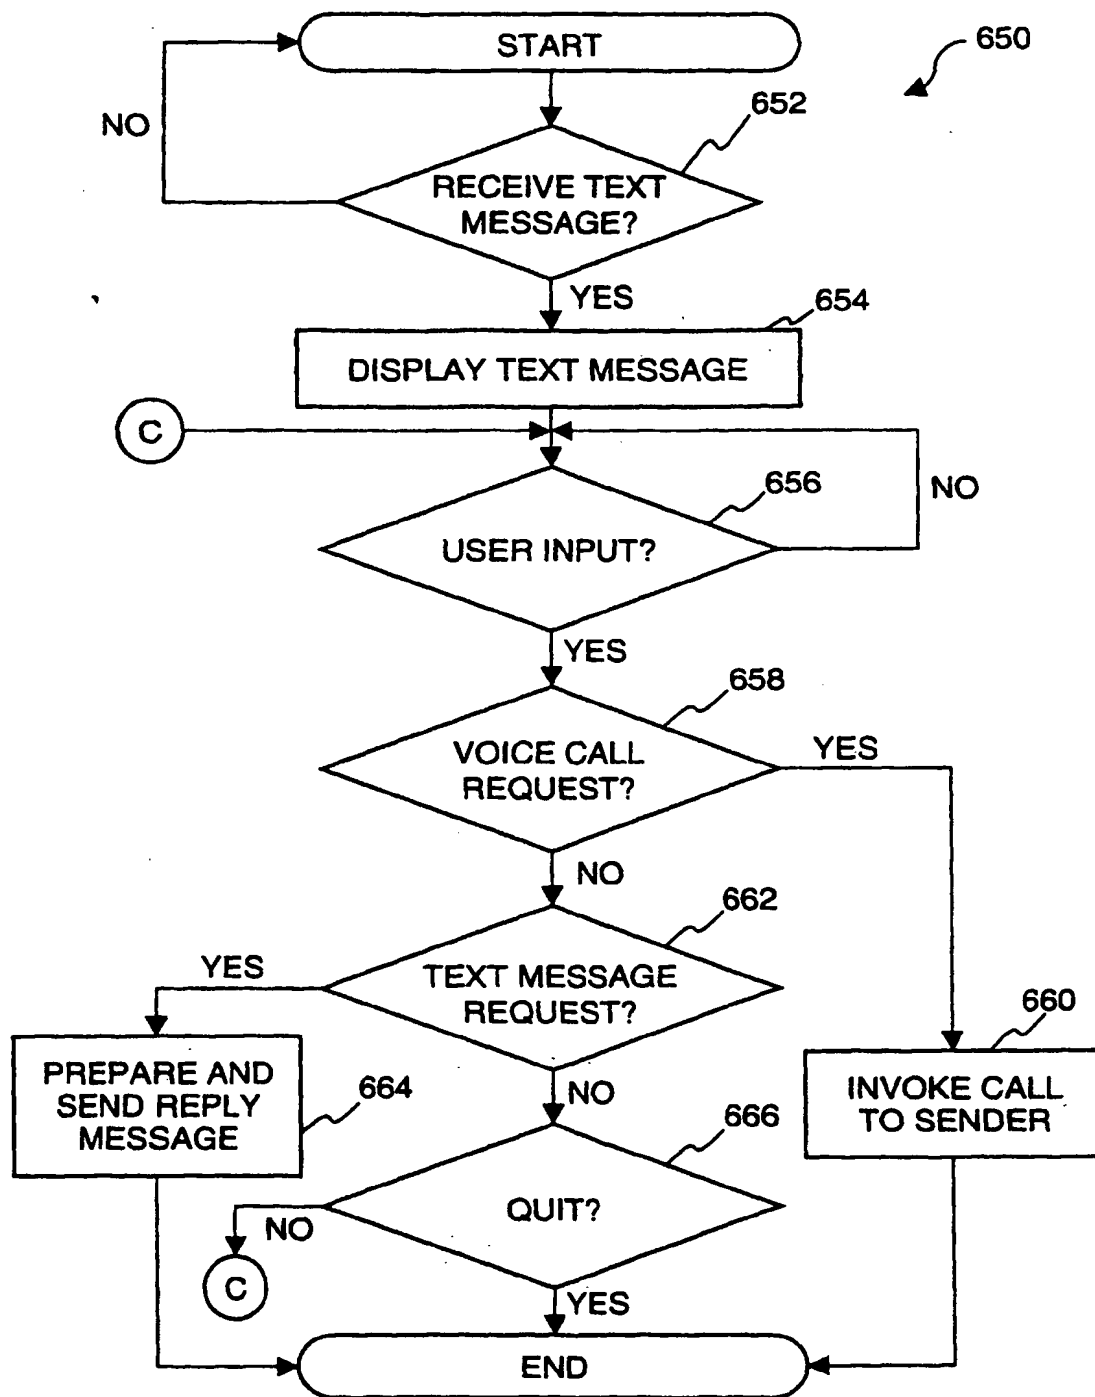 START
650
NO
652
RECEIVE TEXT
MESSAGE?
YES
654
DISPLAY TEXT MESSAGE
C
656
NO
USER INPUT?
YES
658
VOICE CALL
REQUEST?
YES
NO
662
YES
TEXT MESSAGE
REQUEST?
660
PREPARE AND
SEND REPLY
MESSAGE
664
NO
INVOKE CALL
TO SENDER
666
QUIT?
NO
C
YES
END